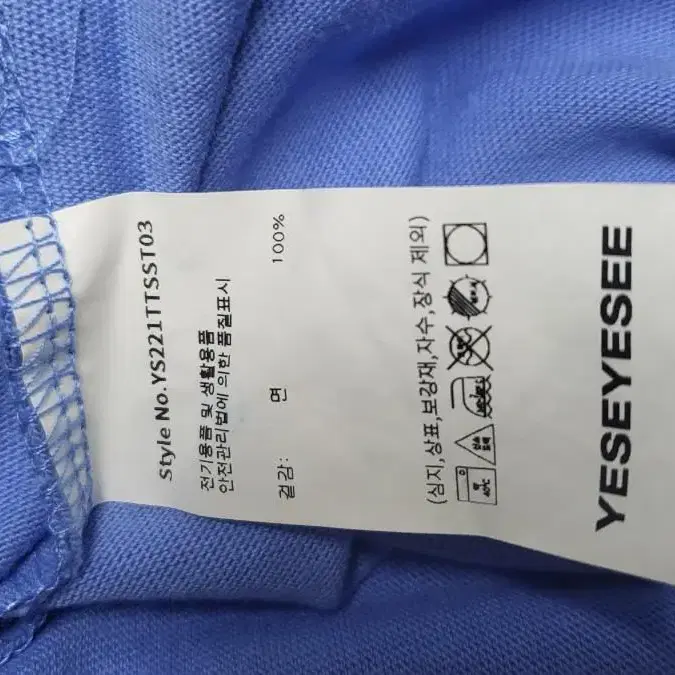 Style No.YS221TTSST03
전기용품 및 생활용품
안전관리법에 의한 품질표시
겉감: 면 100%
(심지,상표,보강재,자수,장식 제외)
40℃
YESEYESEE